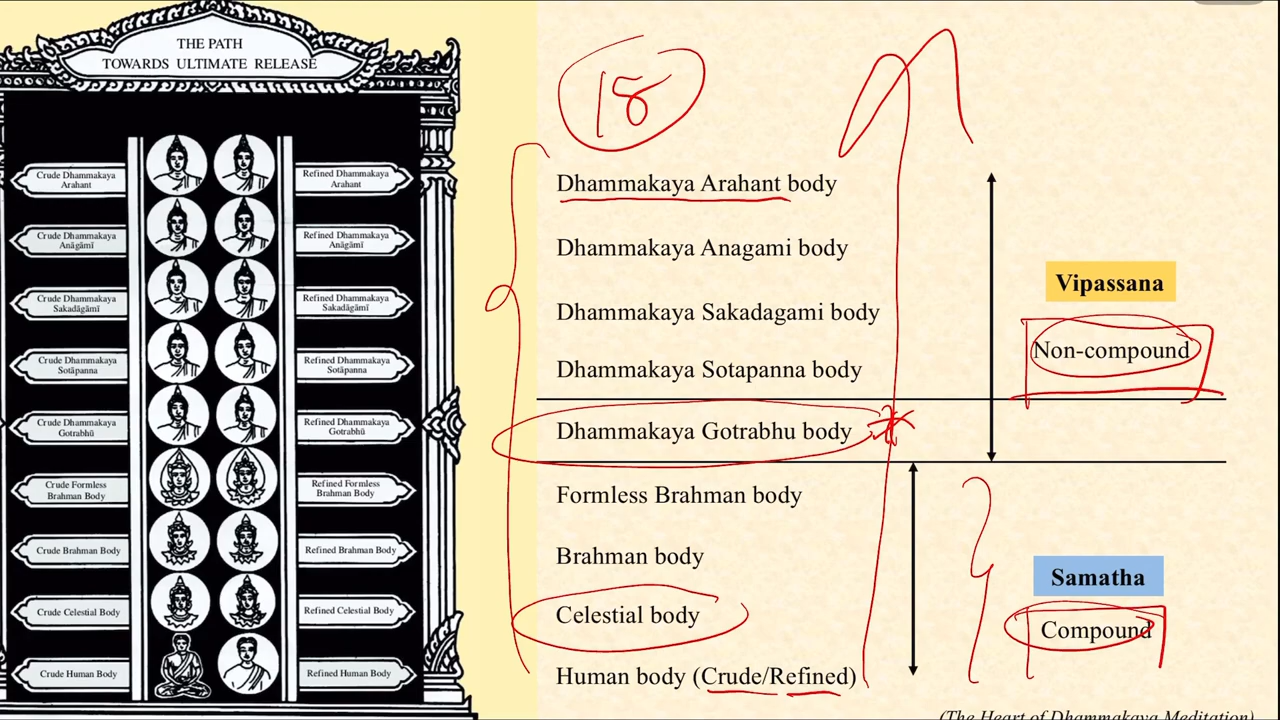 THE PATH
TOWARDS ULTIMATE RELEASE
Crude Dhammakaya
Arahant
Refined Dhammakaya
Arahant
Crude Dhammakaya
Anāgāmī
Refined Dhammakaya
Anāgāmī
Crude Dhammakaya
Sakadāgāmī
Refined Dhammakaya
Sakadāgāmī
Crude Dhammakaya
Sotāpanna
Refined Dhammakaya
Sotāpanna
Crude Dhammakaya
Gotrabhū
Refined Dhammakaya
Gotrabhū
Crude Formless
Brahman Body
Refined Formless
Brahman Body
Crude Brahman Body
Refined Brahman Body
Crude Celestial Body
Refined Celestial Body
Crude Human Body
Refined Human Body
18
Dhammakaya Arahant body
Dhammakaya Anagami body
Dhammakaya Sakadagami body
Dhammakaya Sotapanna body
Dhammakaya Gotrabhu body
Formless Brahman body
Brahman body
Celestial body
Human body (Crude/Refined)
Vipassana
Non-compound
Samatha
Compound
(The Heart of Dhammakaya Meditation)